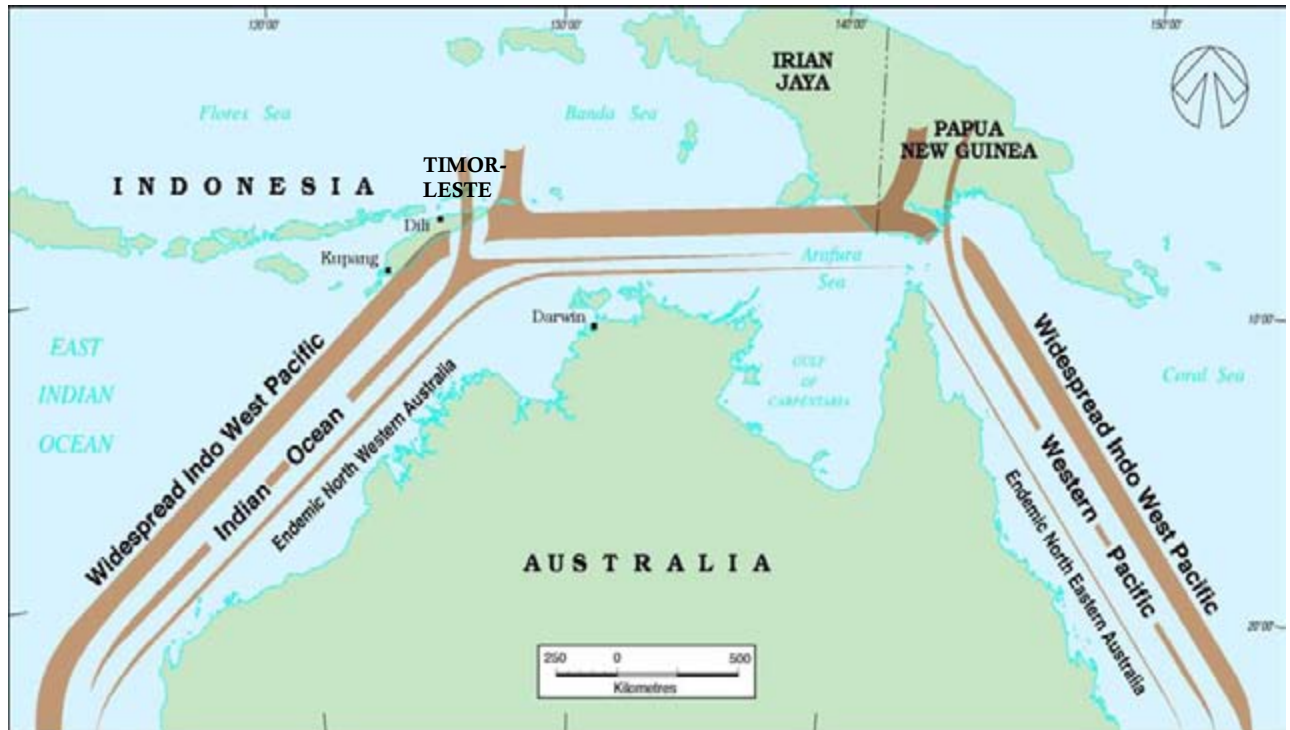 120°00'
130°00'
140°00'
150°00'
IRIAN
JAYA
Flores Sea
Banda Sea
PAPUA
NEW GUINEA
TIMOR-
LESTE
INDONESIA
Dili
Kupang
Arafura
Sea
Darwin
10°00'
EAST
INDIAN
OCEAN
GULF
OF
CARPENTARIA
Coral Sea
Widespread Indo West Pacific
Indian Ocean
Endemic North Western Australia
Widespread Indo West Pacific
Western Pacific
Endemic North Eastern Australia
AUSTRALIA
20°00'
250 0 500
Kilometres